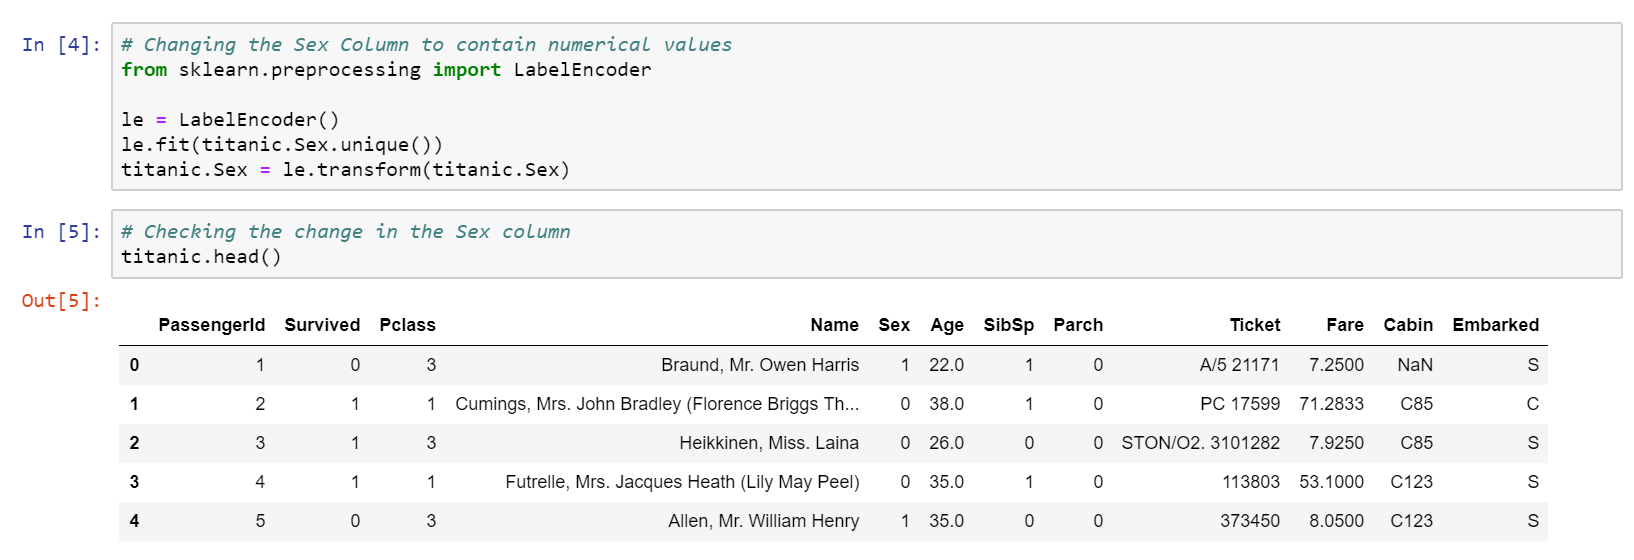 In [4]: # Changing the Sex Column to contain numerical values
from sklearn.preprocessing import LabelEncoder
le = LabelEncoder()
le.fit(titanic.Sex.unique())
titanic.Sex = le.transform(titanic.Sex)
In [5]: # Checking the change in the Sex column
titanic.head()
Out[5]:
PassengerId Survived Pclass Name Sex Age SibSp Parch Ticket Fare Cabin Embarked
0 1 0 3 Braund, Mr. Owen Harris 1 22.0 1 0 A/5 21171 7.2500 NaN S
1 2 1 1 Cumings, Mrs. John Bradley (Florence Briggs Th... 0 38.0 1 0 PC 17599 71.2833 C85 C
2 3 1 3 Heikkinen, Miss. Laina 0 26.0 0 0 STON/O2. 3101282 7.9250 C85 S
3 4 1 1 Futrelle, Mrs. Jacques Heath (Lily May Peel) 0 35.0 1 0 113803 53.1000 C123 S
4 5 0 3 Allen, Mr. William Henry 1 35.0 0 0 373450 8.0500 C123 S